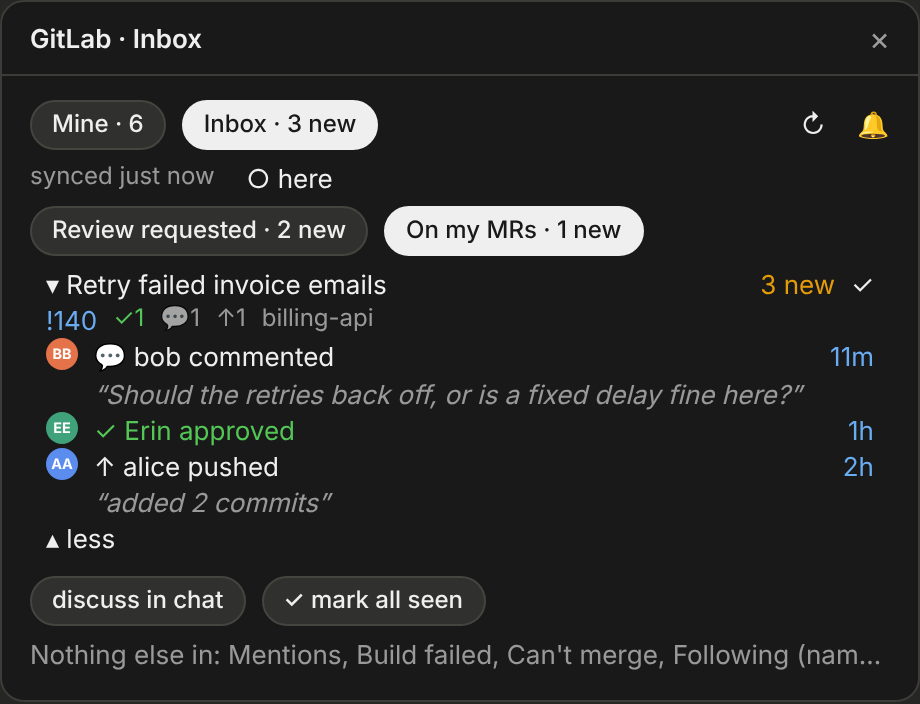 GitLab · Inbox ×
Mine · 6 Inbox · 3 new
synced just now here
Review requested · 2 new On my MRs · 1 new
▾ Retry failed invoice emails 3 new ✓
!140 ✓1 💬1 ↑1 billing-api
BB 💬 bob commented 11m
“Should the retries back off, or is a fixed delay fine here?”
EE ✓ Erin approved 1h
AA ↑ alice pushed 2h
“added 2 commits”
▴ less
discuss in chat ✓ mark all seen
Nothing else in: Mentions, Build failed, Can't merge, Following (nam...